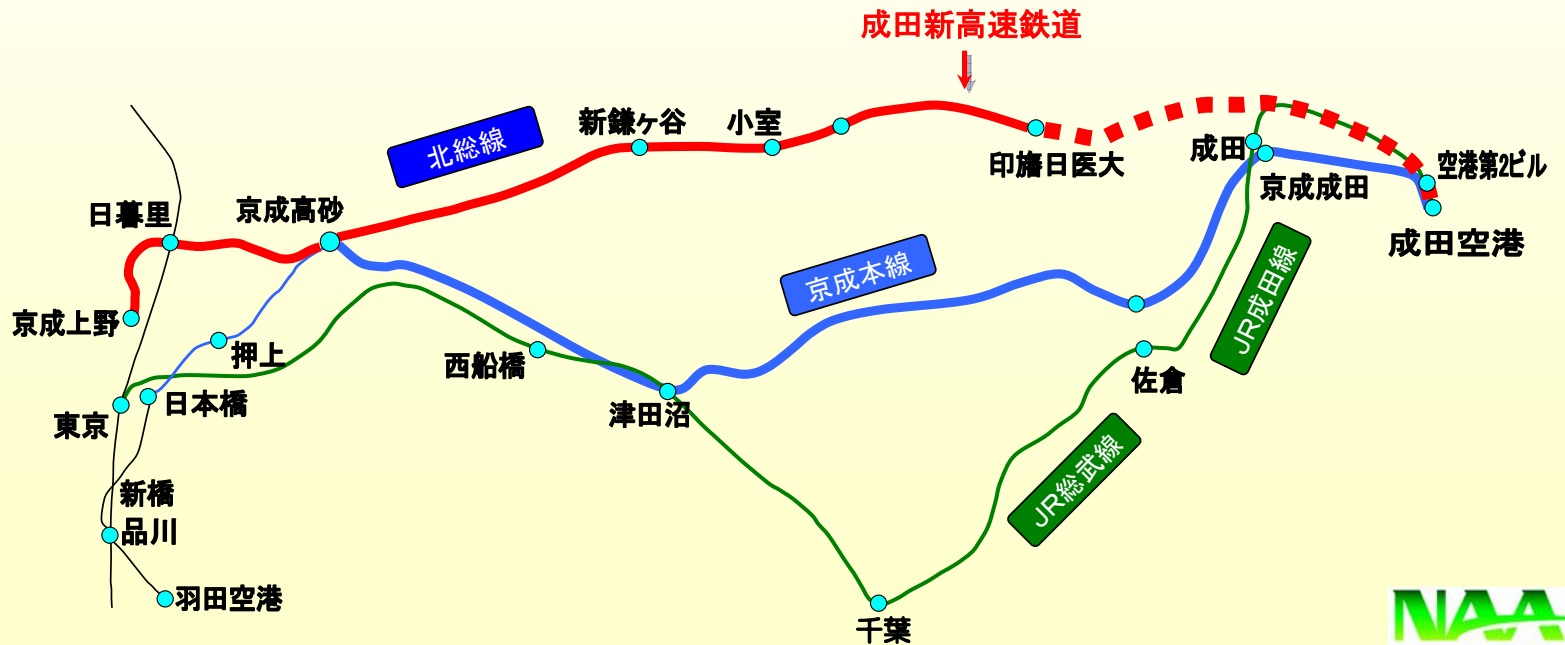 成田新高速鉄道
北総線
新鎌ヶ谷
小室
印旛日医大
成田
京成成田
空港第2ビル
成田空港
日暮里
京成高砂
京成本線
JR成田線
京成上野
押上
西船橋
佐倉
日本橋
東京
津田沼
JR総武線
新橋
品川
羽田空港
千葉
NAA